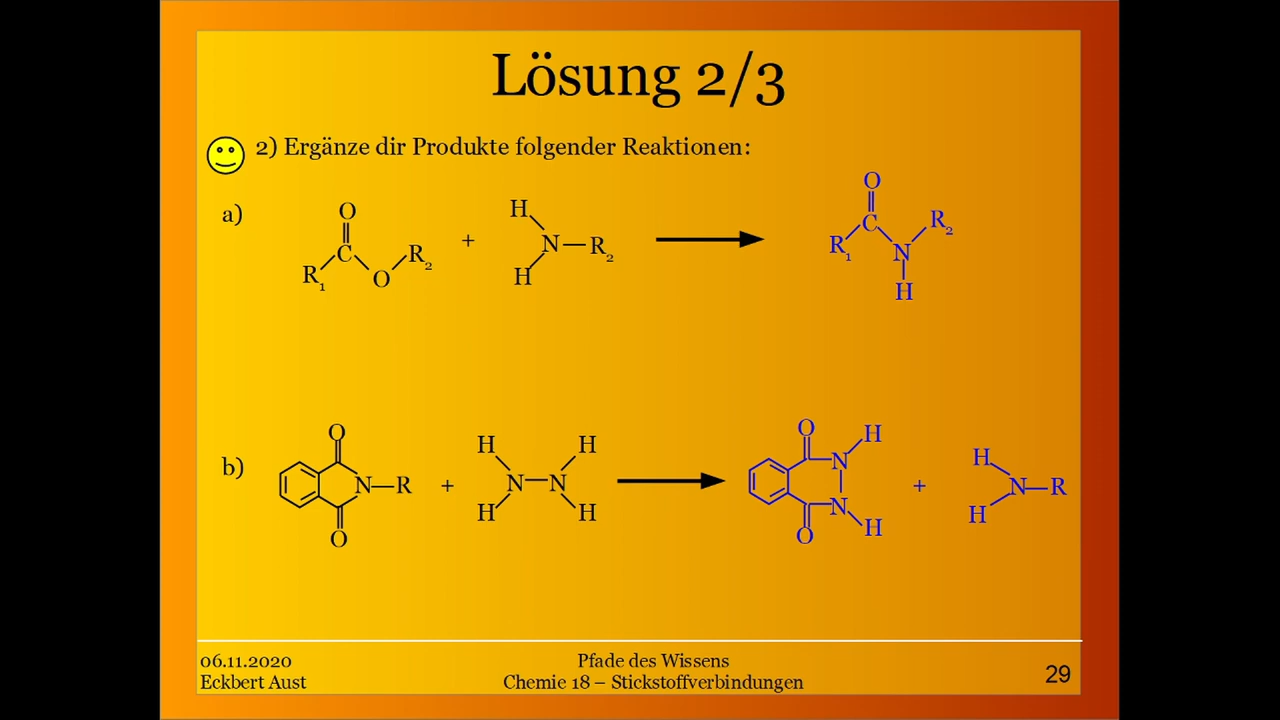 Lösung 2/3
2) Ergänze dir Produkte folgender Reaktionen:
a)
O
C
R1
O
R2
+
H
N
R2
H
O
C
R1
R2
N
H
b)
O
N
R
O
+
H
H
N
N
H
H
O
H
N
N
O
H
+
H
N
R
H
06.11.2020
Eckbert Aust
Pfade des Wissens
Chemie 18 – Stickstoffverbindungen
29